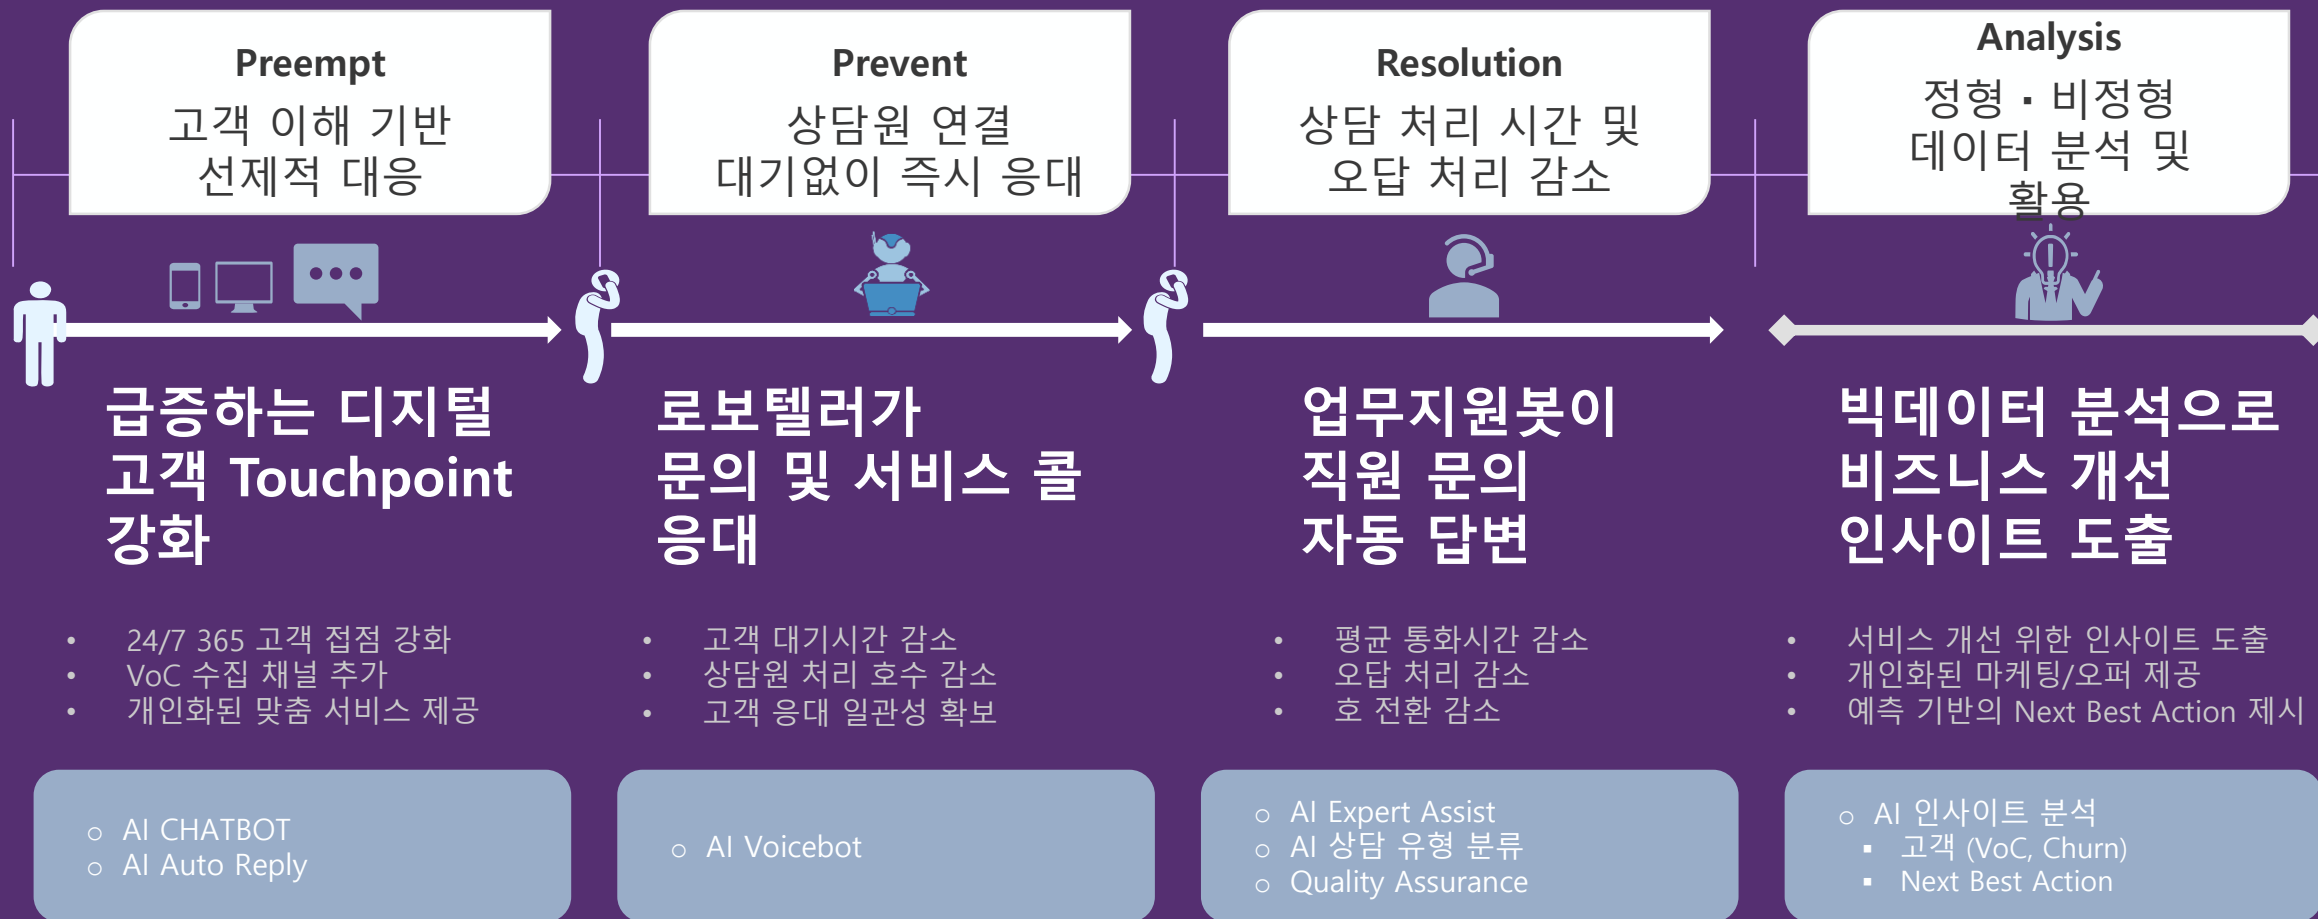 Preempt
고객 이해 기반
선제적 대응
Prevent
상담원 연결
대기없이 즉시 응대
Resolution
상담 처리 시간 및
오답 처리 감소
Analysis
정형・비정형
데이터 분석 및
활용
급증하는 디지털
고객 Touchpoint
강화
로보텔러가
문의 및 서비스 콜
응대
업무지원봇이
직원 문의
자동 답변
빅데이터 분석으로
비즈니스 개선
인사이트 도출
• 24/7 365 고객 접점 강화
• VoC 수집 채널 추가
• 개인화된 맞춤 서비스 제공
• 고객 대기시간 감소
• 상담원 처리 호수 감소
• 고객 응대 일관성 확보
• 평균 통화시간 감소
• 오답 처리 감소
• 호 전환 감소
• 서비스 개선 위한 인사이트 도출
• 개인화된 마케팅/오퍼 제공
• 예측 기반의 Next Best Action 제시
o AI CHATBOT
o AI Auto Reply
o AI Voicebot
o AI Expert Assist
o AI 상담 유형 분류
o Quality Assurance
o AI 인사이트 분석
▪ 고객 (VoC, Churn)
▪ Next Best Action